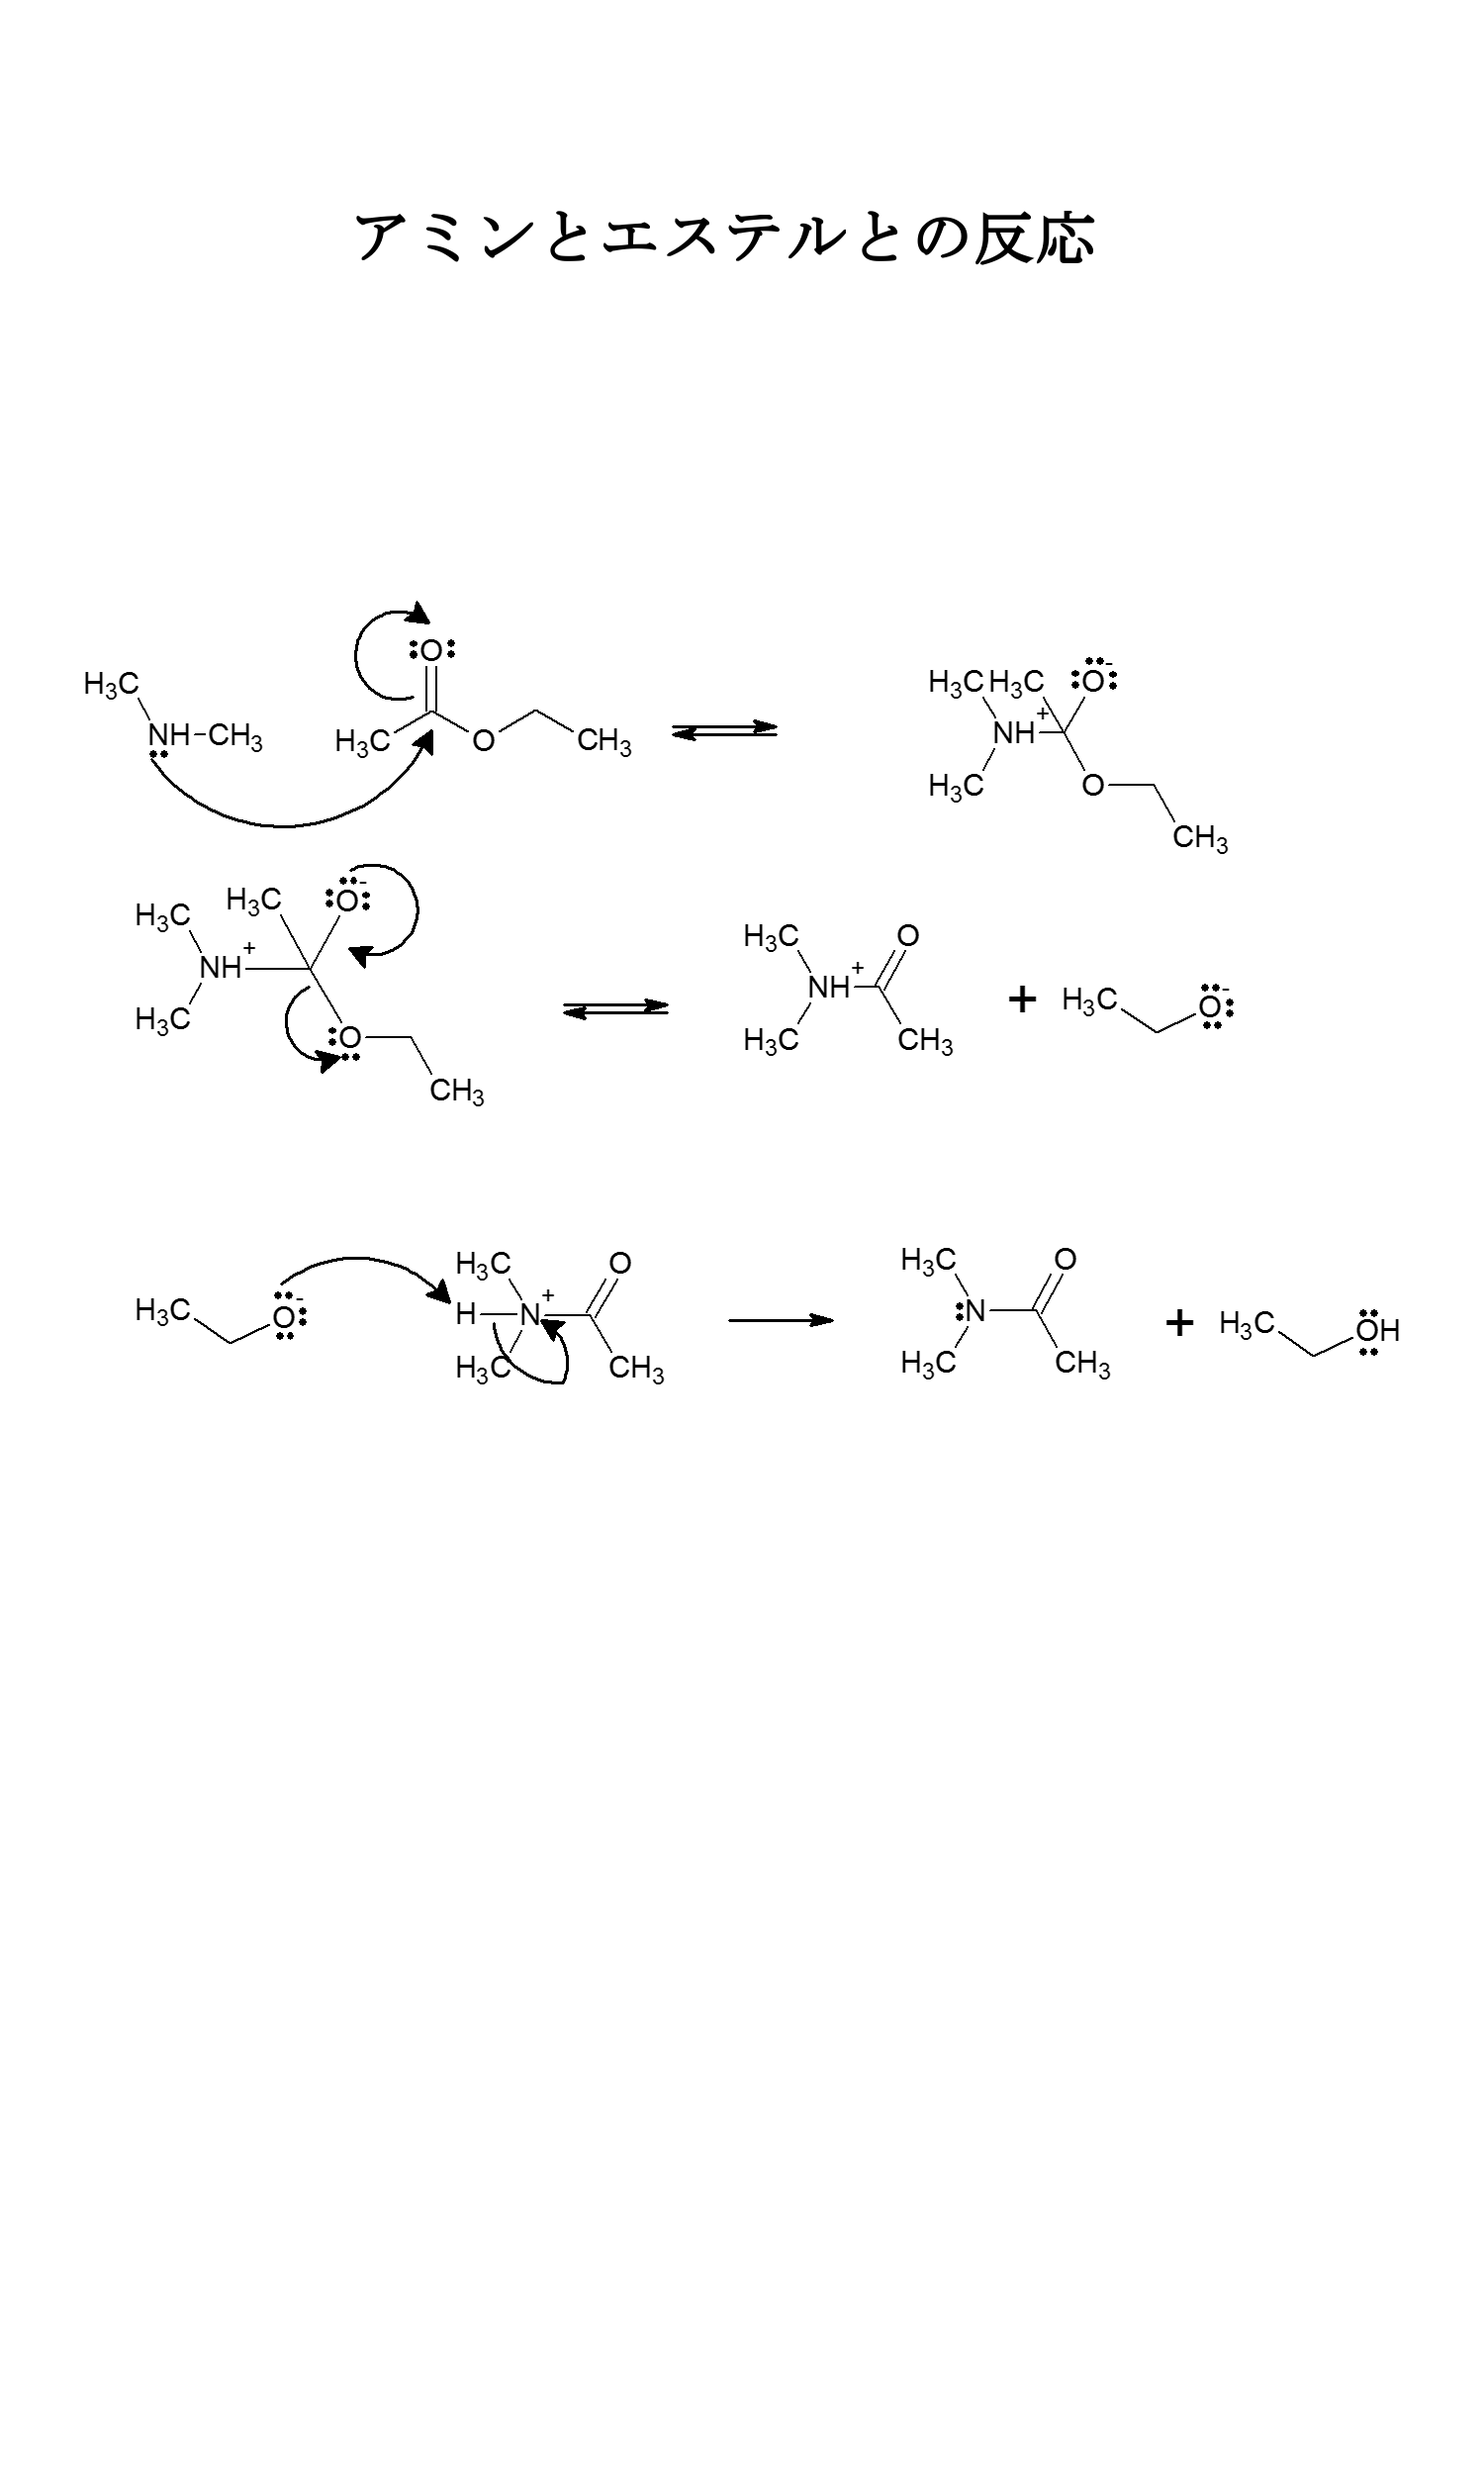 アミンとエステルとの反応
H3C NH CH3 O H3C O CH3 H3C H3C O- NH+ H3C O CH3
H3C H3C O- NH+ H3C O CH3 H3C O NH+ H3C CH3 + H3C O-
H3C O- H3C O H N+ H3C CH3 H3C O N H3C CH3 + H3C OH